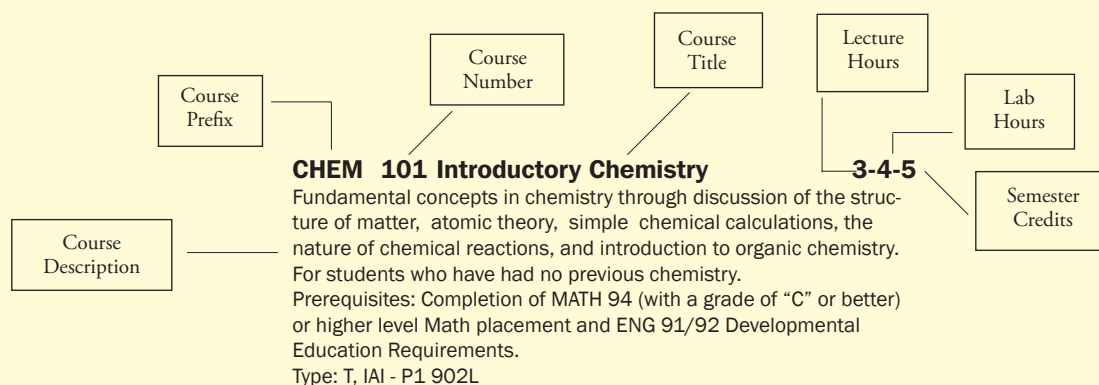 Course
Prefix
Course
Number
Course
Title
Lecture
Hours
Lab
Hours
Semester
Credits
Course
Description
CHEM 101 Introductory Chemistry 3-4-5
Fundamental concepts in chemistry through discussion of the struc-
ture of matter, atomic theory, simple chemical calculations, the
nature of chemical reactions, and introduction to organic chemistry.
For students who have had no previous chemistry.
Prerequisites: Completion of MATH 94 (with a grade of “C” or better)
or higher level Math placement and ENG 91/92 Developmental
Education Requirements.
Type: T, IAI - P1 902L